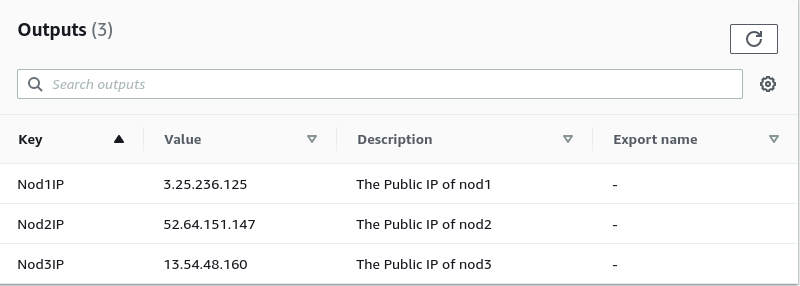 Outputs (3)
Search outputs
Key Value Description Export name
Nod1IP 3.25.236.125 The Public IP of nod1 -
Nod2IP 52.64.151.147 The Public IP of nod2 -
Nod3IP 13.54.48.160 The Public IP of nod3 -